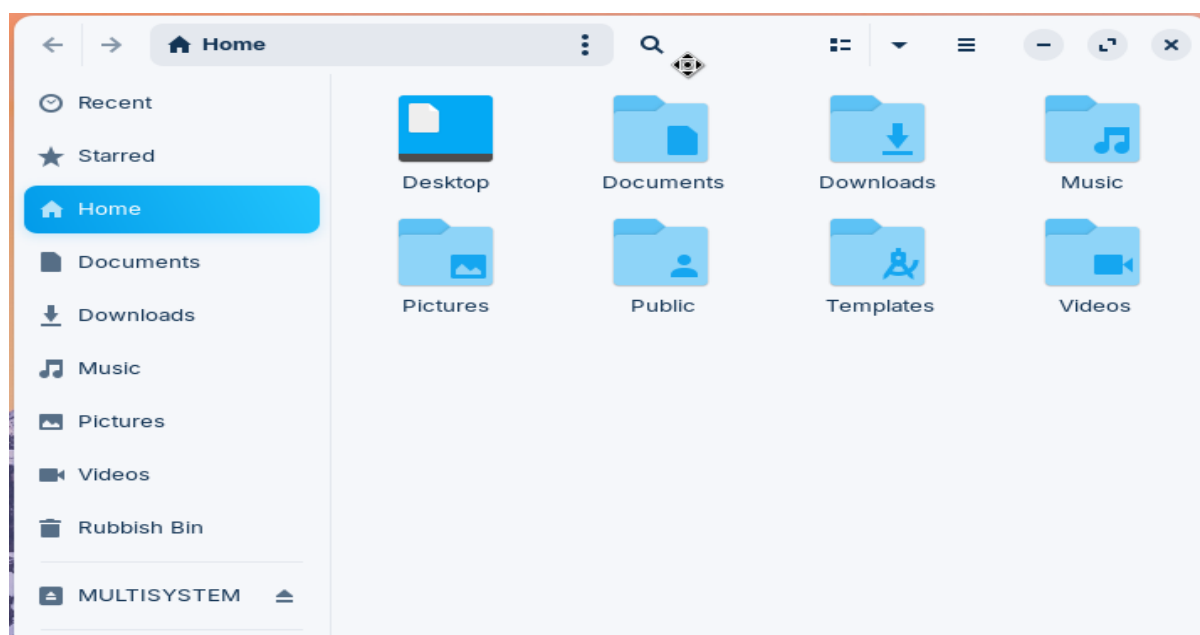 Home
Recent
Starred
Home
Documents
Downloads
Music
Pictures
Videos
Rubbish Bin
MULTISYSTEM
Desktop Documents Downloads Music
Pictures Public Templates Videos